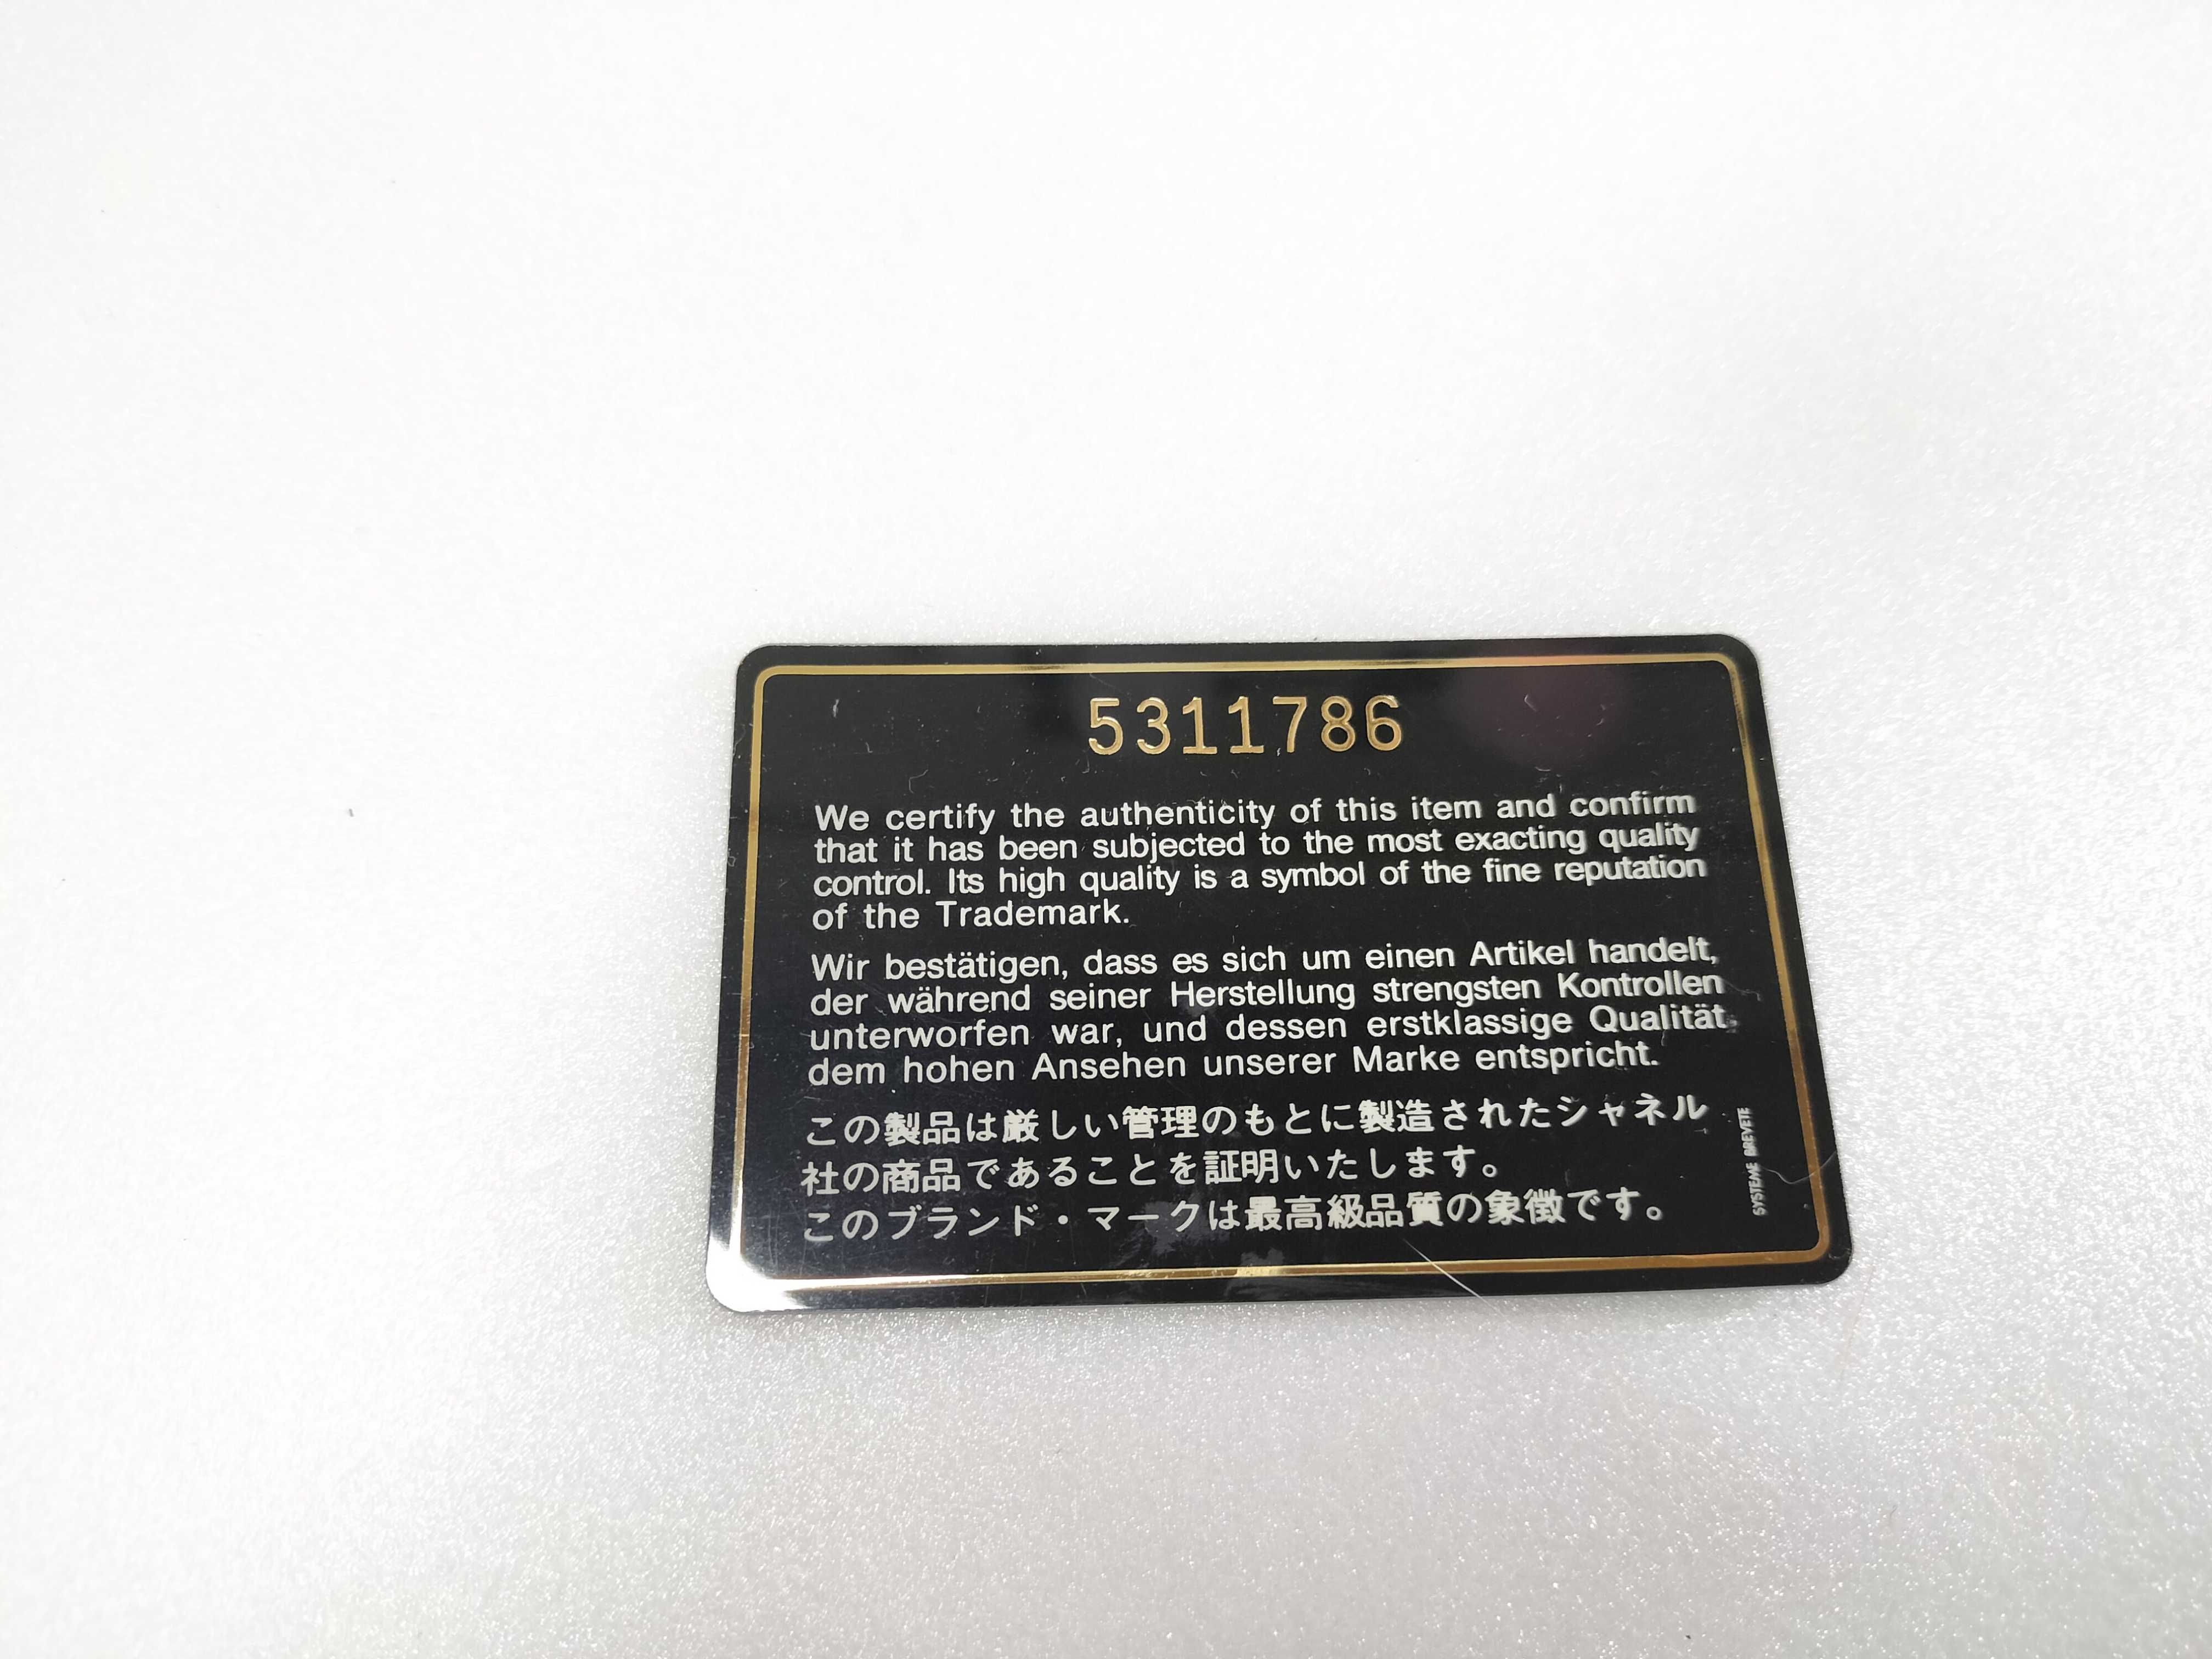 5311786
We certify the authenticity of this item and confirm
that it has been subjected to the most exacting quality
control. Its high quality is a symbol of the fine reputation
of the Trademark.
Wir bestätigen, dass es sich um einen Artikel handelt,
der während seiner Herstellung strengsten Kontrollen
unterworfen war, und dessen erstklassige Qualität
dem hohen Ansehen unserer Marke entspricht.
この製品は厳しい管理のもとに製造されたシャネル
社の商品であることを証明いたします。
このブランド・マークは最高級品質の象徴です。
SYSTEME BREVETE